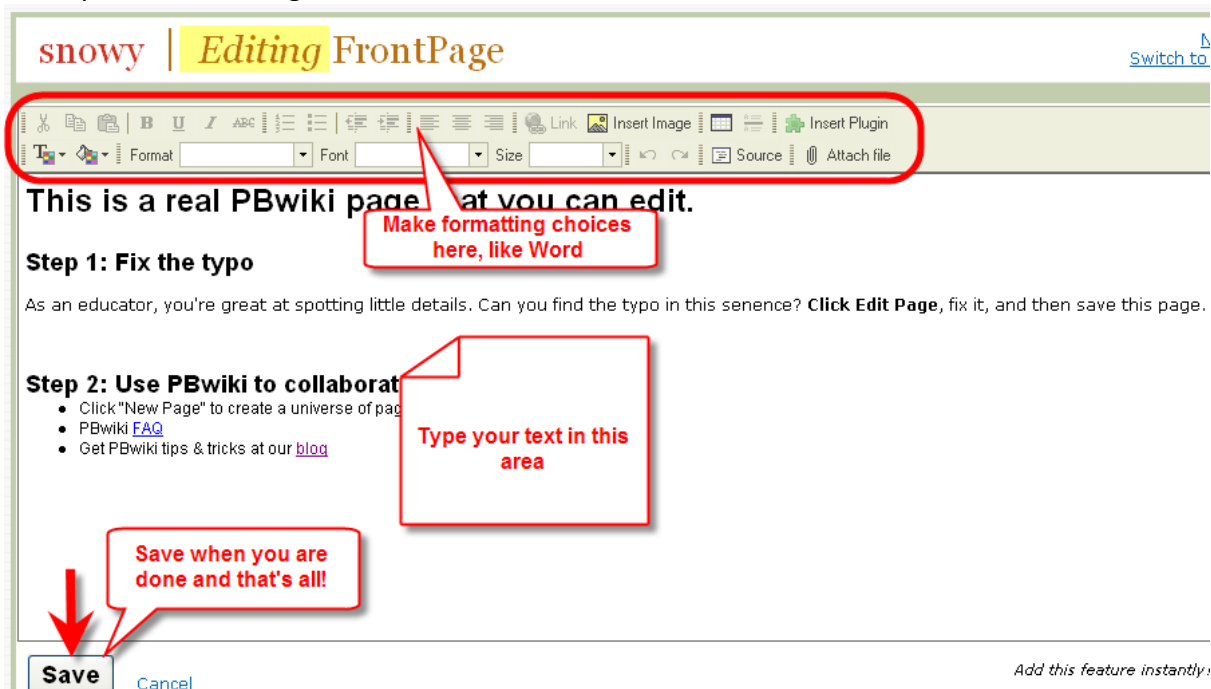 snowy | Editing FrontPage
Switch to
B U I ABC Link Insert Image Insert Plugin
T Format Font Size Source Attach file
This is a real PBwiki page at you can edit.
Make formatting choices
here, like Word
Step 1: Fix the typo
As an educator, you're great at spotting little details. Can you find the typo in this senence? Click Edit Page, fix it, and then save this page.
Step 2: Use PBwiki to collaborat
Click "New Page" to create a universe of pag
PBwiki FAQ
Get PBwiki tips & tricks at our blog
Type your text in this
area
Save when you are
done and that's all!
Save Cancel
Add this feature instantly